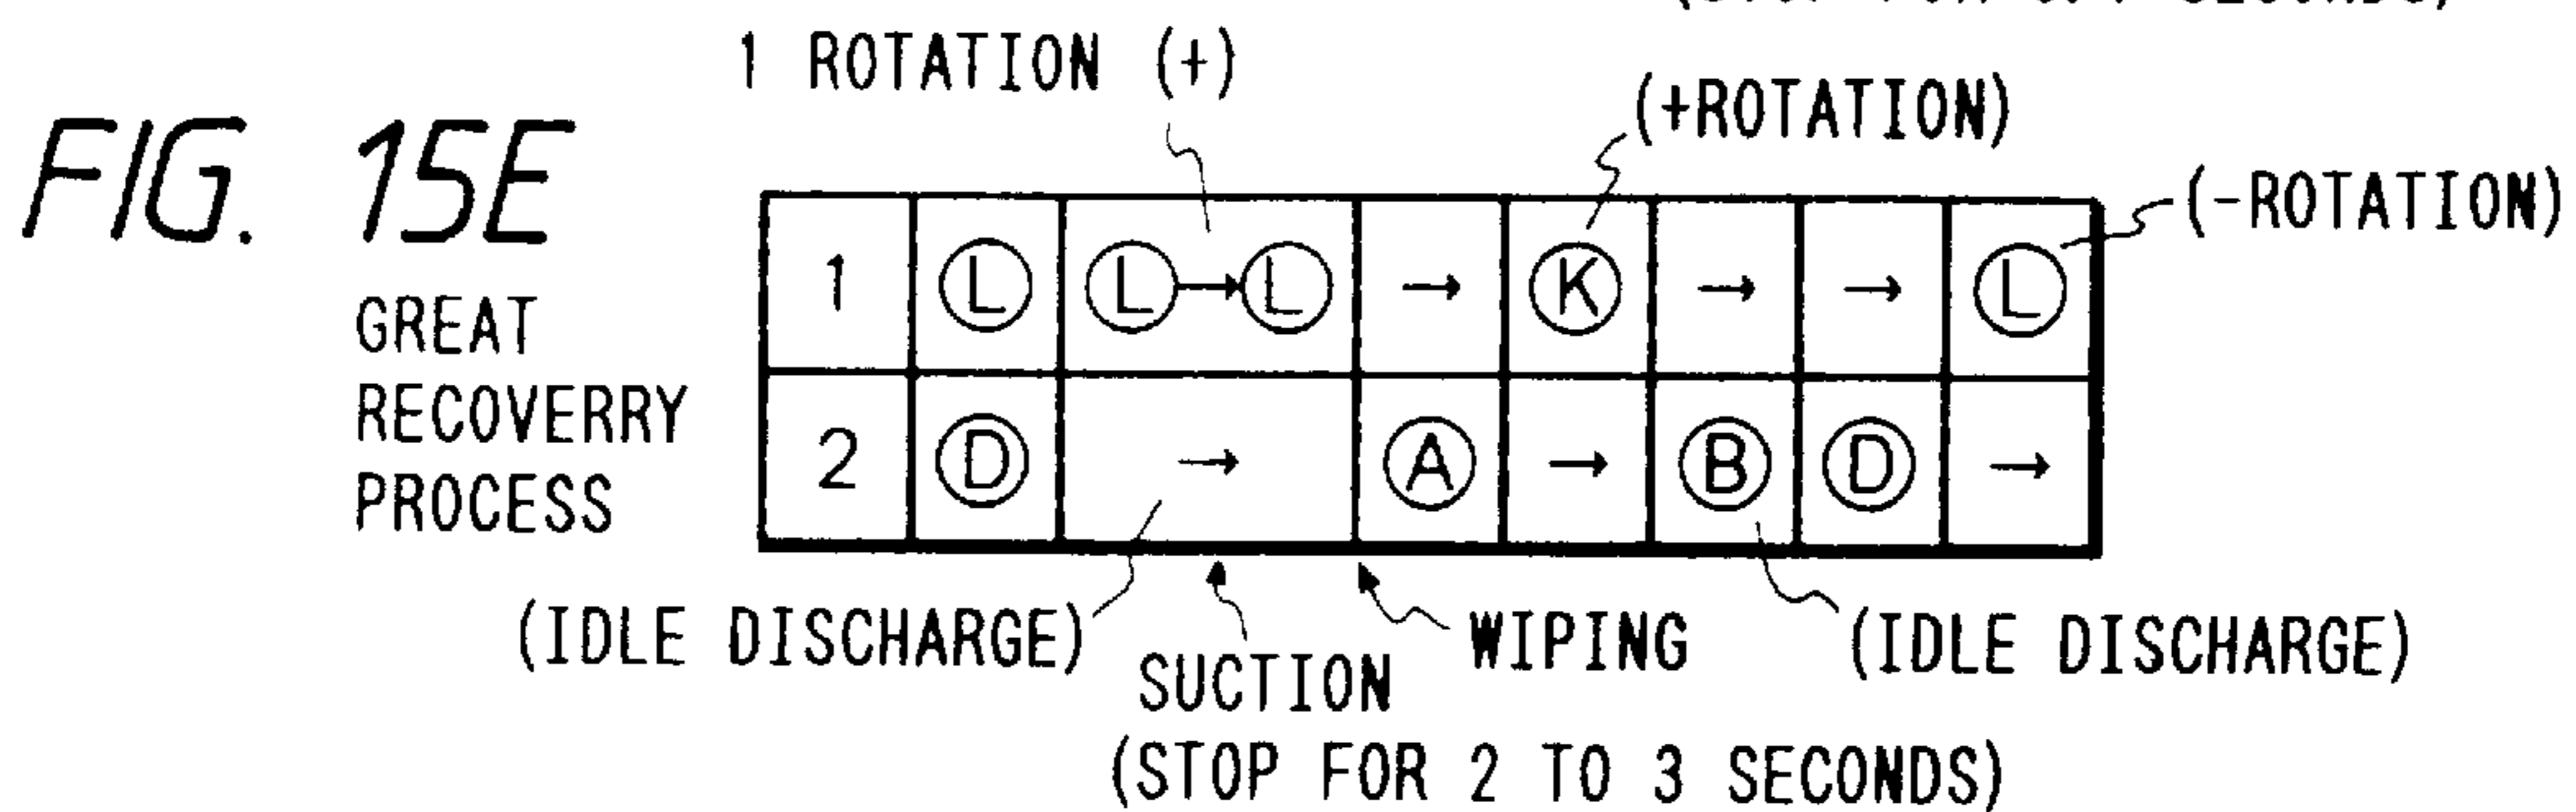 1 ROTATION (+)
(+ROTATION)
(-ROTATION)
FIG. 15E
GREAT
RECOVERRY
PROCESS
1 L L→L → K → → L
2 D → A → B D →
(IDLE DISCHARGE)
SUCTION
(STOP FOR 2 TO 3 SECONDS)
WIPING
(IDLE DISCHARGE)